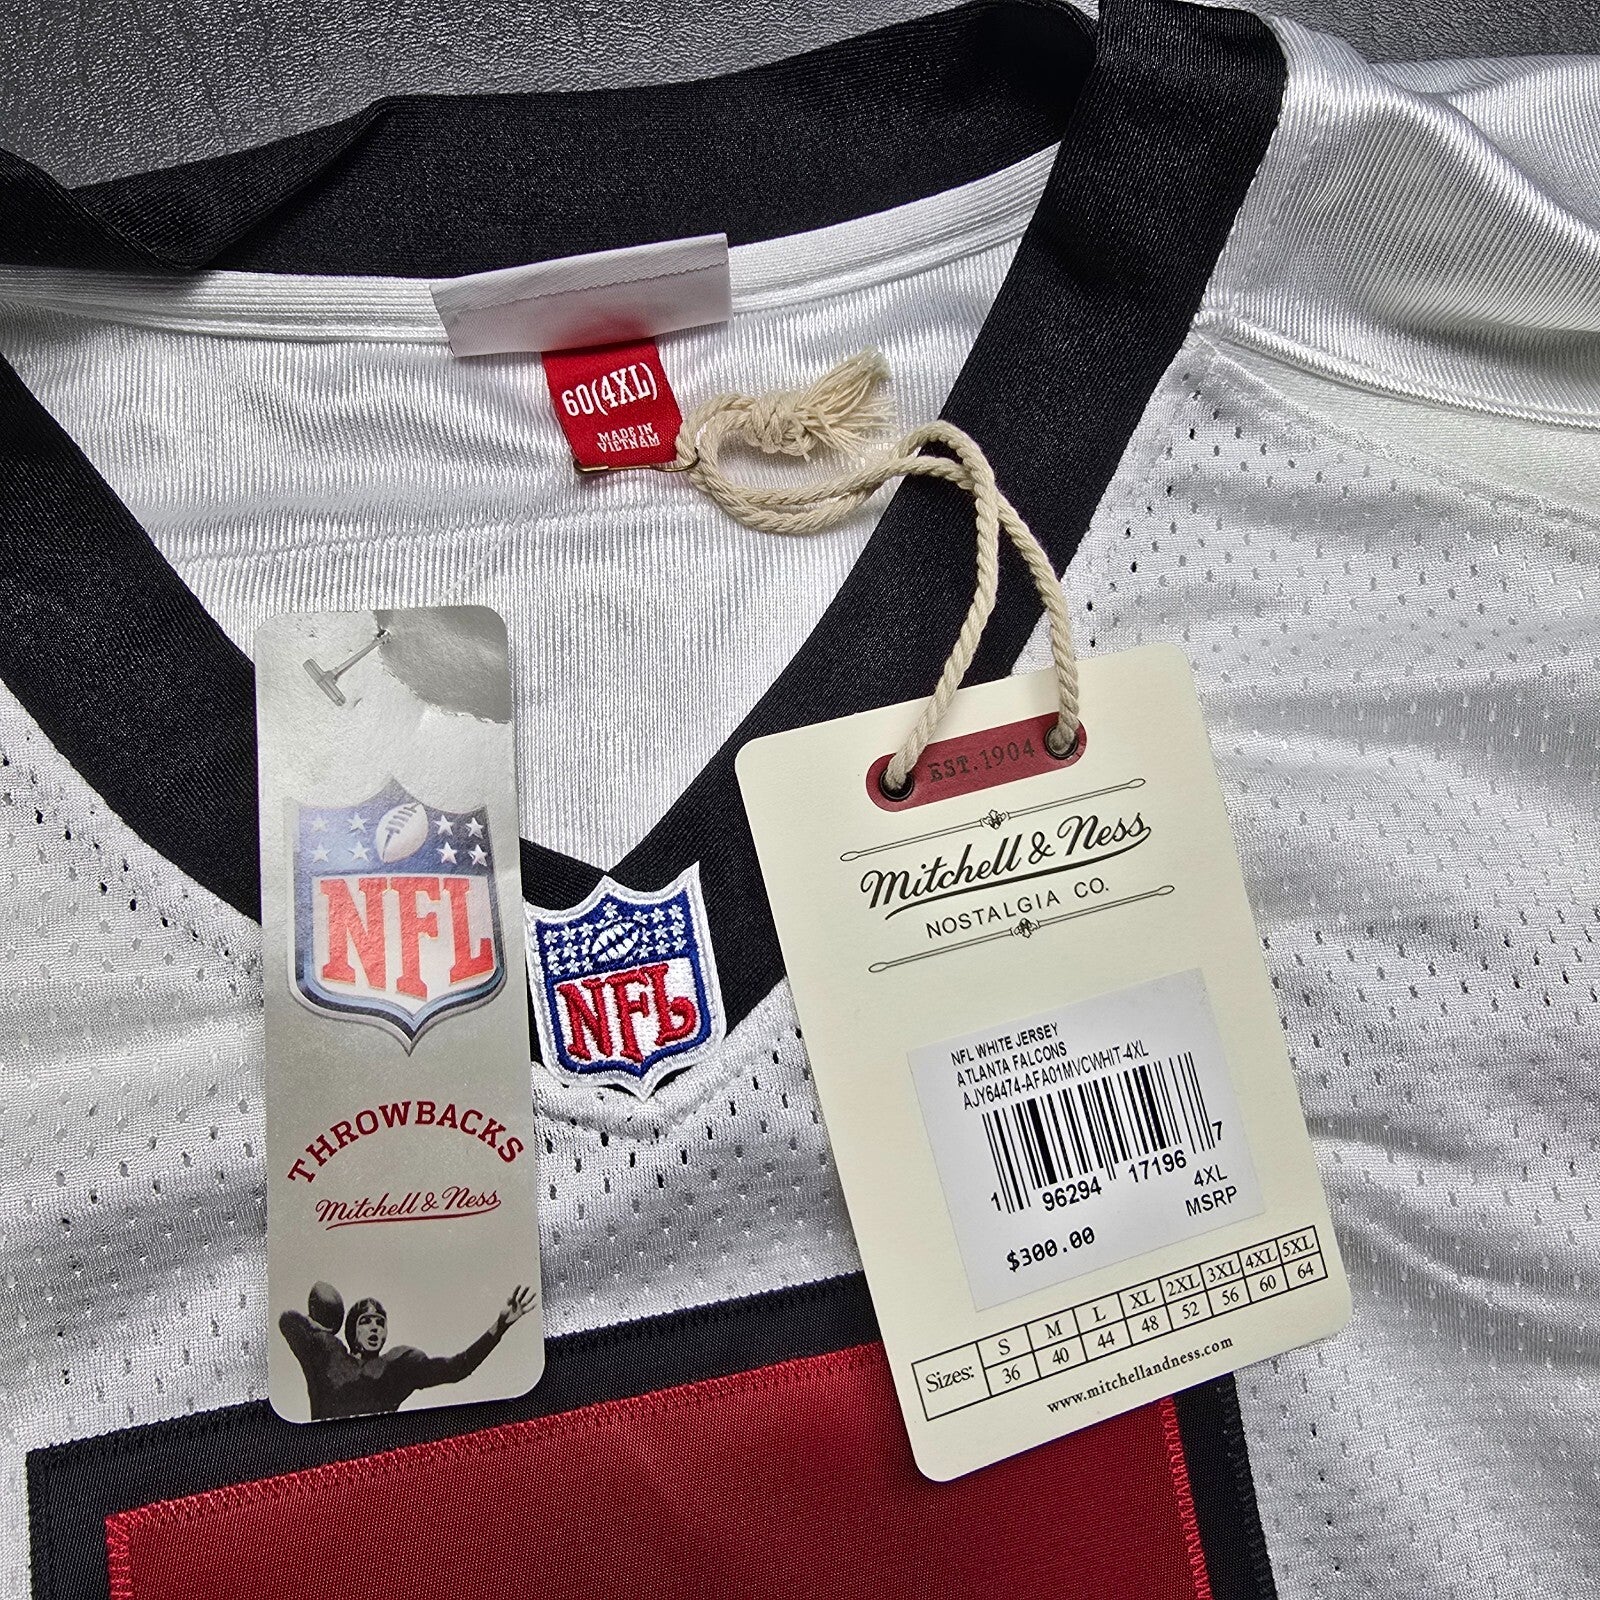 60(4XL)
MADE IN
VIETNAM
EST.1904
Mitchell & Ness
NOSTALGIA CO.
NFL
NFL
NFL WHITE JERSEY
ATLANTA FALCONS
AJY64474-AFA01MVCWHIT-4XL
1 96294 17196 7
4XL
$300.00 MSRP
THROWBACKS
Mitchell & Ness
Sizes: S M L XL 2XL 3XL 4XL 5XL
36 40 44 48 52 56 60 64
www.mitchellandness.com